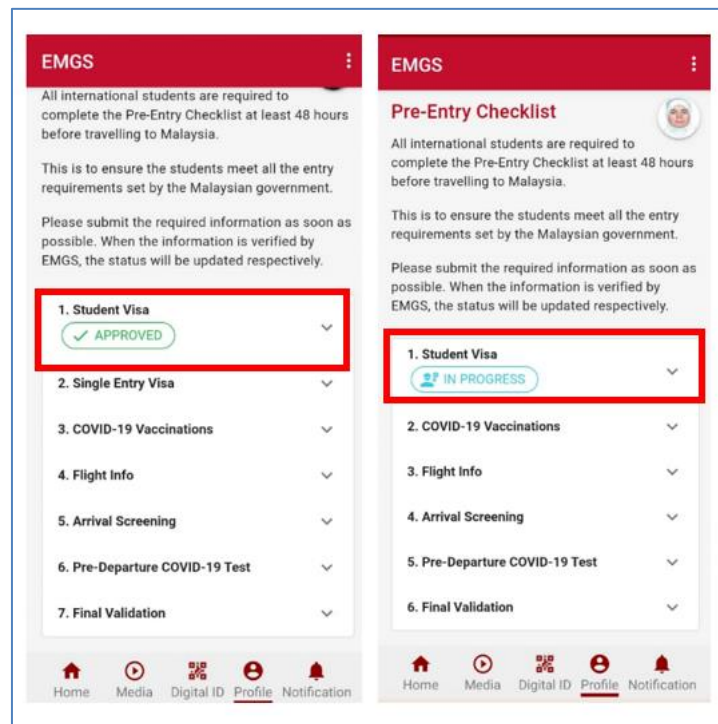 EMGS
All international students are required to
complete the Pre-Entry Checklist at least 48 hours
before travelling to Malaysia.
This is to ensure the students meet all the entry
requirements set by the Malaysian government.
Please submit the required information as soon as
possible. When the information is verified by
EMGS, the status will be updated respectively.
1. Student Visa
APPROVED
2. Single Entry Visa
3. COVID-19 Vaccinations
4. Flight Info
5. Arrival Screening
6. Pre-Departure COVID-19 Test
7. Final Validation
Home Media Digital ID Profile Notification
EMGS
Pre-Entry Checklist
All international students are required to
complete the Pre-Entry Checklist at least 48 hours
before travelling to Malaysia.
This is to ensure the students meet all the entry
requirements set by the Malaysian government.
Please submit the required information as soon as
possible. When the information is verified by
EMGS, the status will be updated respectively.
1. Student Visa
IN PROGRESS
2. COVID-19 Vaccinations
3. Flight Info
4. Arrival Screening
5. Pre-Departure COVID-19 Test
6. Final Validation
Home Media Digital ID Profile Notification